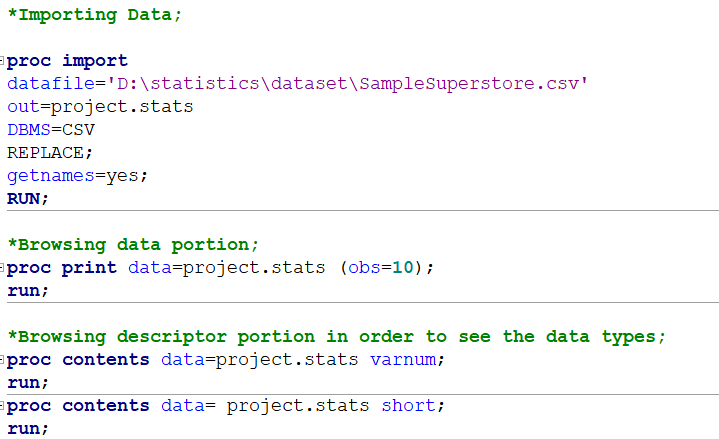 *Importing Data;
proc import
datafile='D:\statistics\dataset\SampleSuperstore.csv'
out=project.stats
DBMS=CSV
REPLACE;
getnames=yes;
RUN;
*Browsing data portion;
proc print data=project.stats (obs=10);
run;
*Browsing descriptor portion in order to see the data types;
proc contents data=project.stats varnum;
run;
proc contents data= project.stats short;
run;